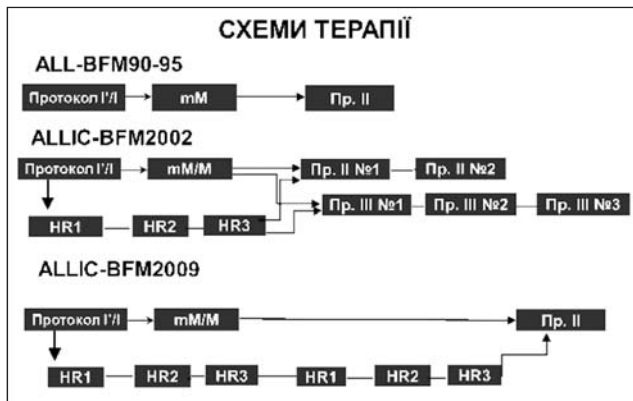 СХЕМИ ТЕРАПІЇ
ALL-BFM90-95
Протокол I'/I mM Пр. II
ALLIC-BFM2002
Протокол I'/I mM/M Пр. II №1 Пр. II №2
Пр. III №1 Пр. III №2 Пр. III №3
HR1 HR2 HR3
ALLIC-BFM2009
Протокол I'/I mM/M Пр. II
HR1 HR2 HR3 HR1 HR2 HR3